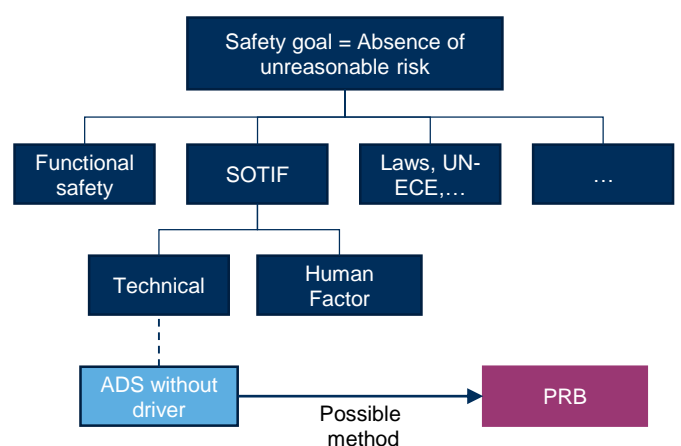 Safety goal = Absence of
unreasonable risk
Functional
safety
SOTIF
Laws, UN-
ECE,...
...
Technical
Human
Factor
ADS without
driver
Possible
method
PRB